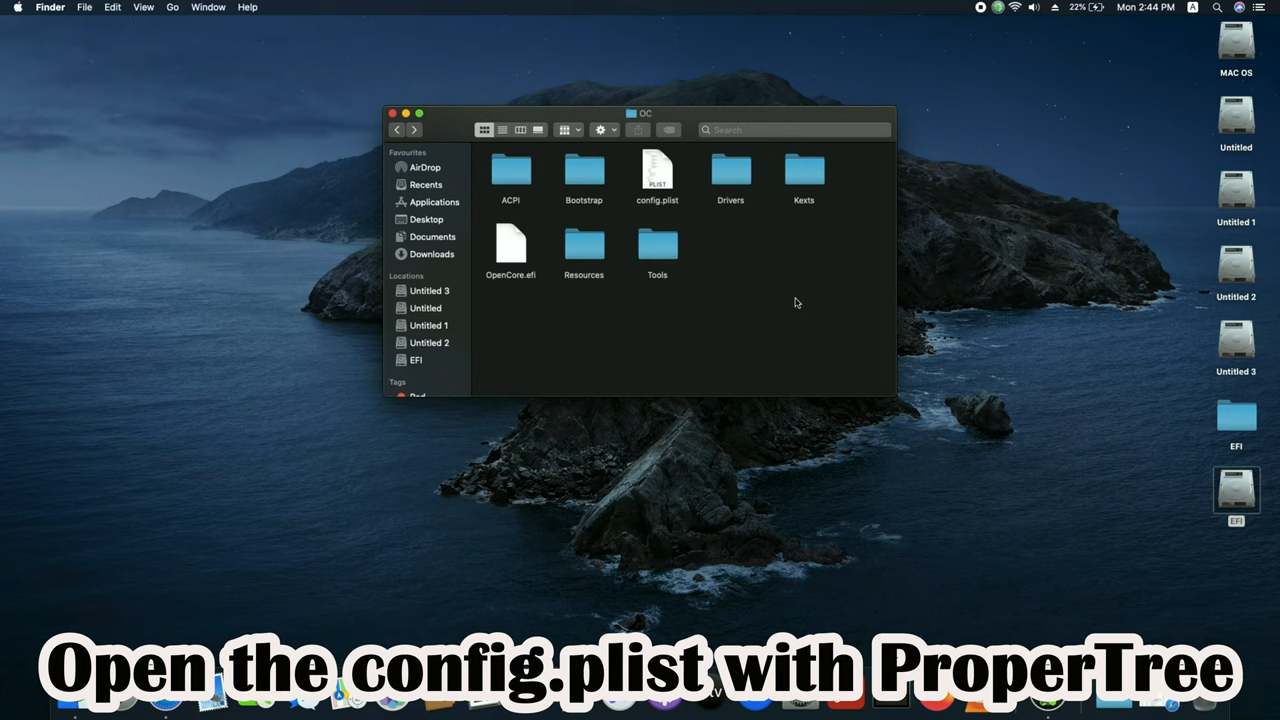 Finder File Edit View Go Window Help
22% Mon 2:44 PM A
OC
Search
Favourites
AirDrop
Recents
Applications
Desktop
Documents
Downloads
Locations
Untitled 3
Untitled
Untitled 1
Untitled 2
EFI
Tags
ACPI Bootstrap config.plist Drivers Kexts
PLIST
OpenCore.efi Resources Tools
MAC OS
Untitled
Untitled 1
Untitled 2
Untitled 3
EFI
EFI
Open the config.plist with ProperTree